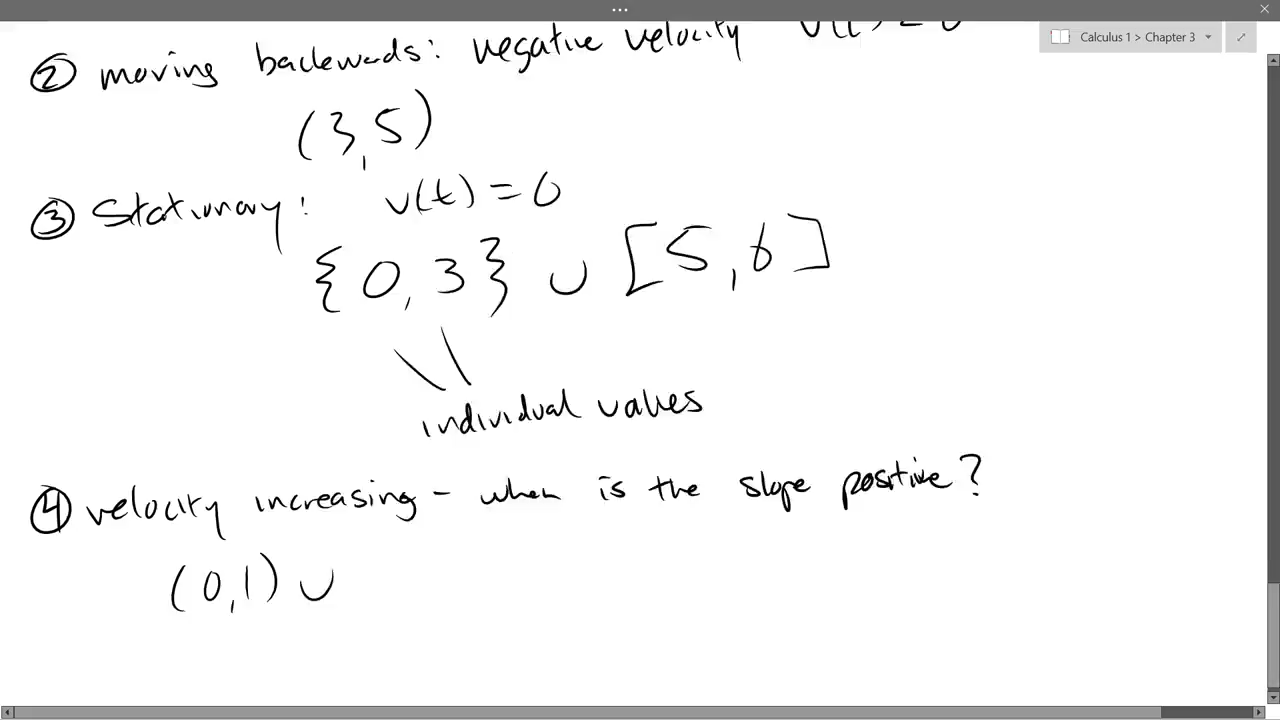 Calculus 1 > Chapter 3
② moving backwards: negative velocity
(3,5)
③ Stationary: v(t) = 0
{0,3} ∪ [5,6]
individual values
④ velocity increasing - when is the slope positive?
(0,1) ∪